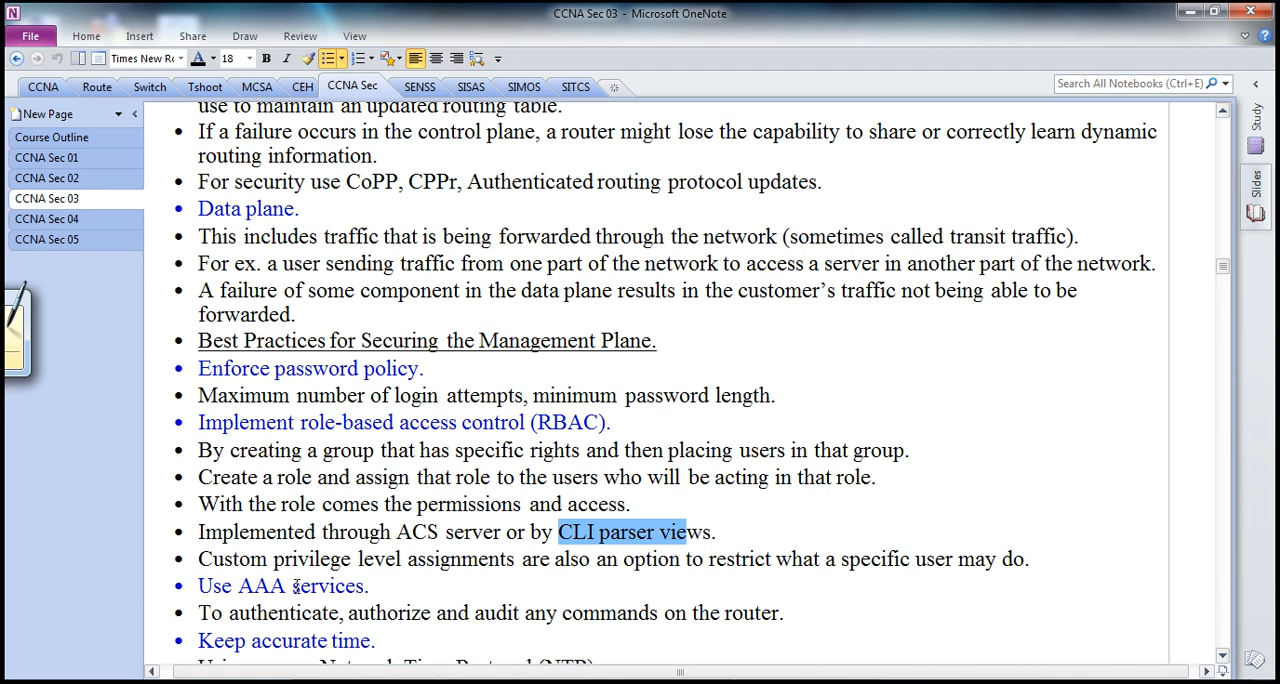 CCNA Sec 03 - Microsoft OneNote
File Home Insert Share Draw Review View
Times New Ro 18 B I
CCNA Route Switch Tshoot MCSA CEH CCNA Sec SENSS SISAS SIMOS SITCS
Search All Notebooks (Ctrl+E)
New Page
Course Outline
CCNA Sec 01
CCNA Sec 02
CCNA Sec 03
CCNA Sec 04
CCNA Sec 05
use to maintain an updated routing table.
• If a failure occurs in the control plane, a router might lose the capability to share or correctly learn dynamic
routing information.
• For security use CoPP, CPPr, Authenticated routing protocol updates.
• Data plane.
• This includes traffic that is being forwarded through the network (sometimes called transit traffic).
• For ex. a user sending traffic from one part of the network to access a server in another part of the network.
• A failure of some component in the data plane results in the customer's traffic not being able to be
forwarded.
• Best Practices for Securing the Management Plane.
• Enforce password policy.
• Maximum number of login attempts, minimum password length.
• Implement role-based access control (RBAC).
• By creating a group that has specific rights and then placing users in that group.
• Create a role and assign that role to the users who will be acting in that role.
• With the role comes the permissions and access.
• Implemented through ACS server or by CLI parser views.
• Custom privilege level assignments are also an option to restrict what a specific user may do.
• Use AAA services.
• To authenticate, authorize and audit any commands on the router.
• Keep accurate time.
Network Time Protocol (NTP)
Study
Slides